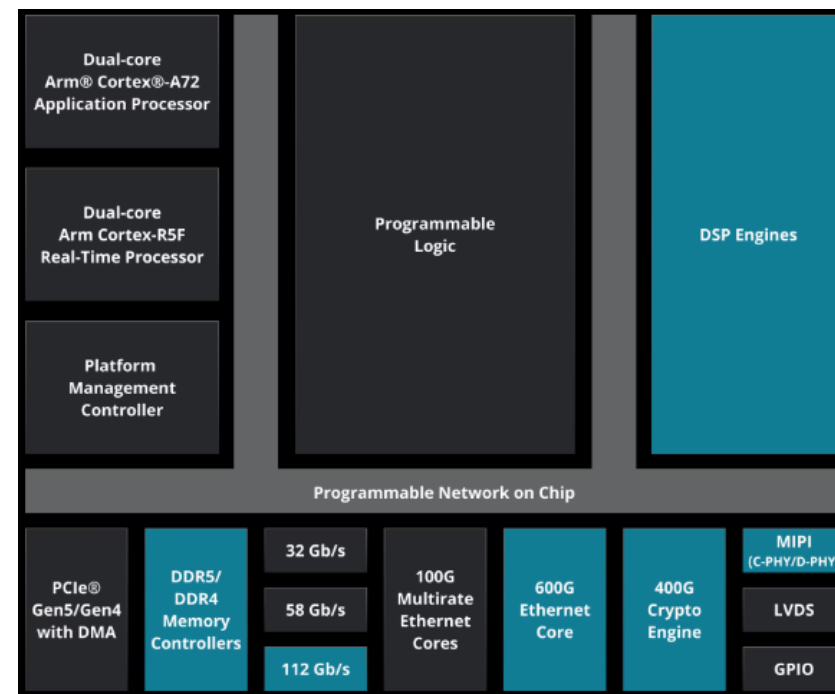 Dual-core
Arm® Cortex®-A72
Application Processor
Dual-core
Arm Cortex-R5F
Real-Time Processor
Platform
Management
Controller
Programmable
Logic
DSP Engines
Programmable Network on Chip
PCIe®
Gen5/Gen4
with DMA
DDR5/
DDR4
Memory
Controllers
32 Gb/s
58 Gb/s
112 Gb/s
100G
Multirate
Ethernet
Cores
600G
Ethernet
Core
400G
Crypto
Engine
MIPI
(C-PHY/D-PHY
LVDS
GPIO